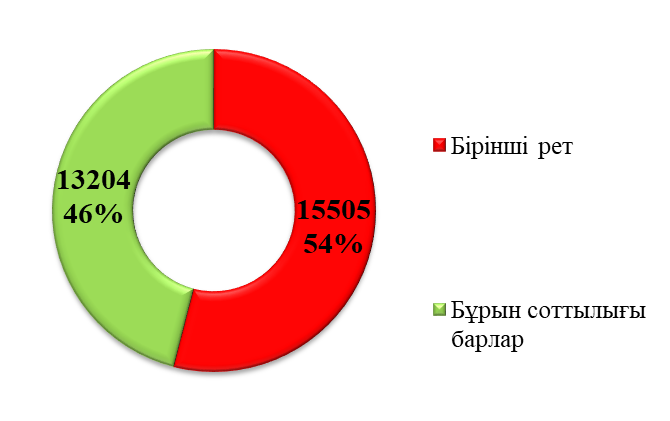 13204
46%
15505
54%
Бірінші рет
Бұрын соттылығы
барлар